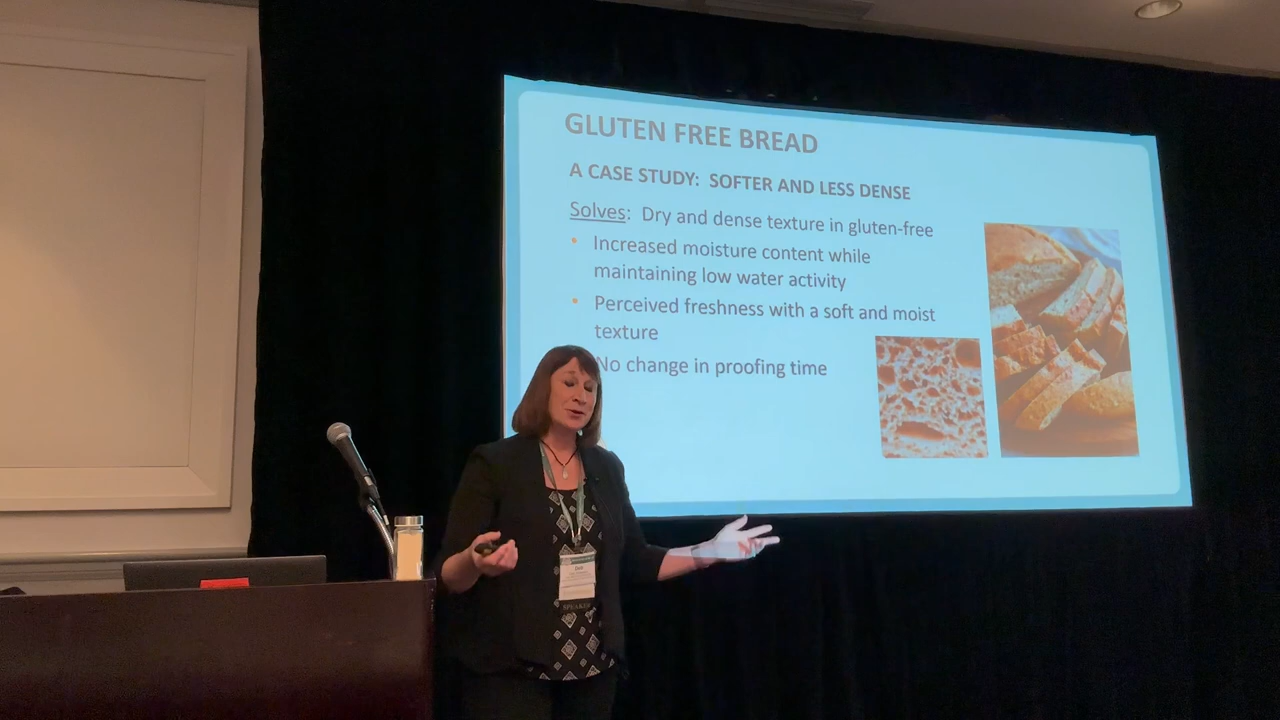 GLUTEN FREE BREAD
A CASE STUDY: SOFTER AND LESS DENSE
Solves: Dry and dense texture in gluten-free
• Increased moisture content while
maintaining low water activity
• Perceived freshness with a soft and moist
texture
No change in proofing time
SPEAKER